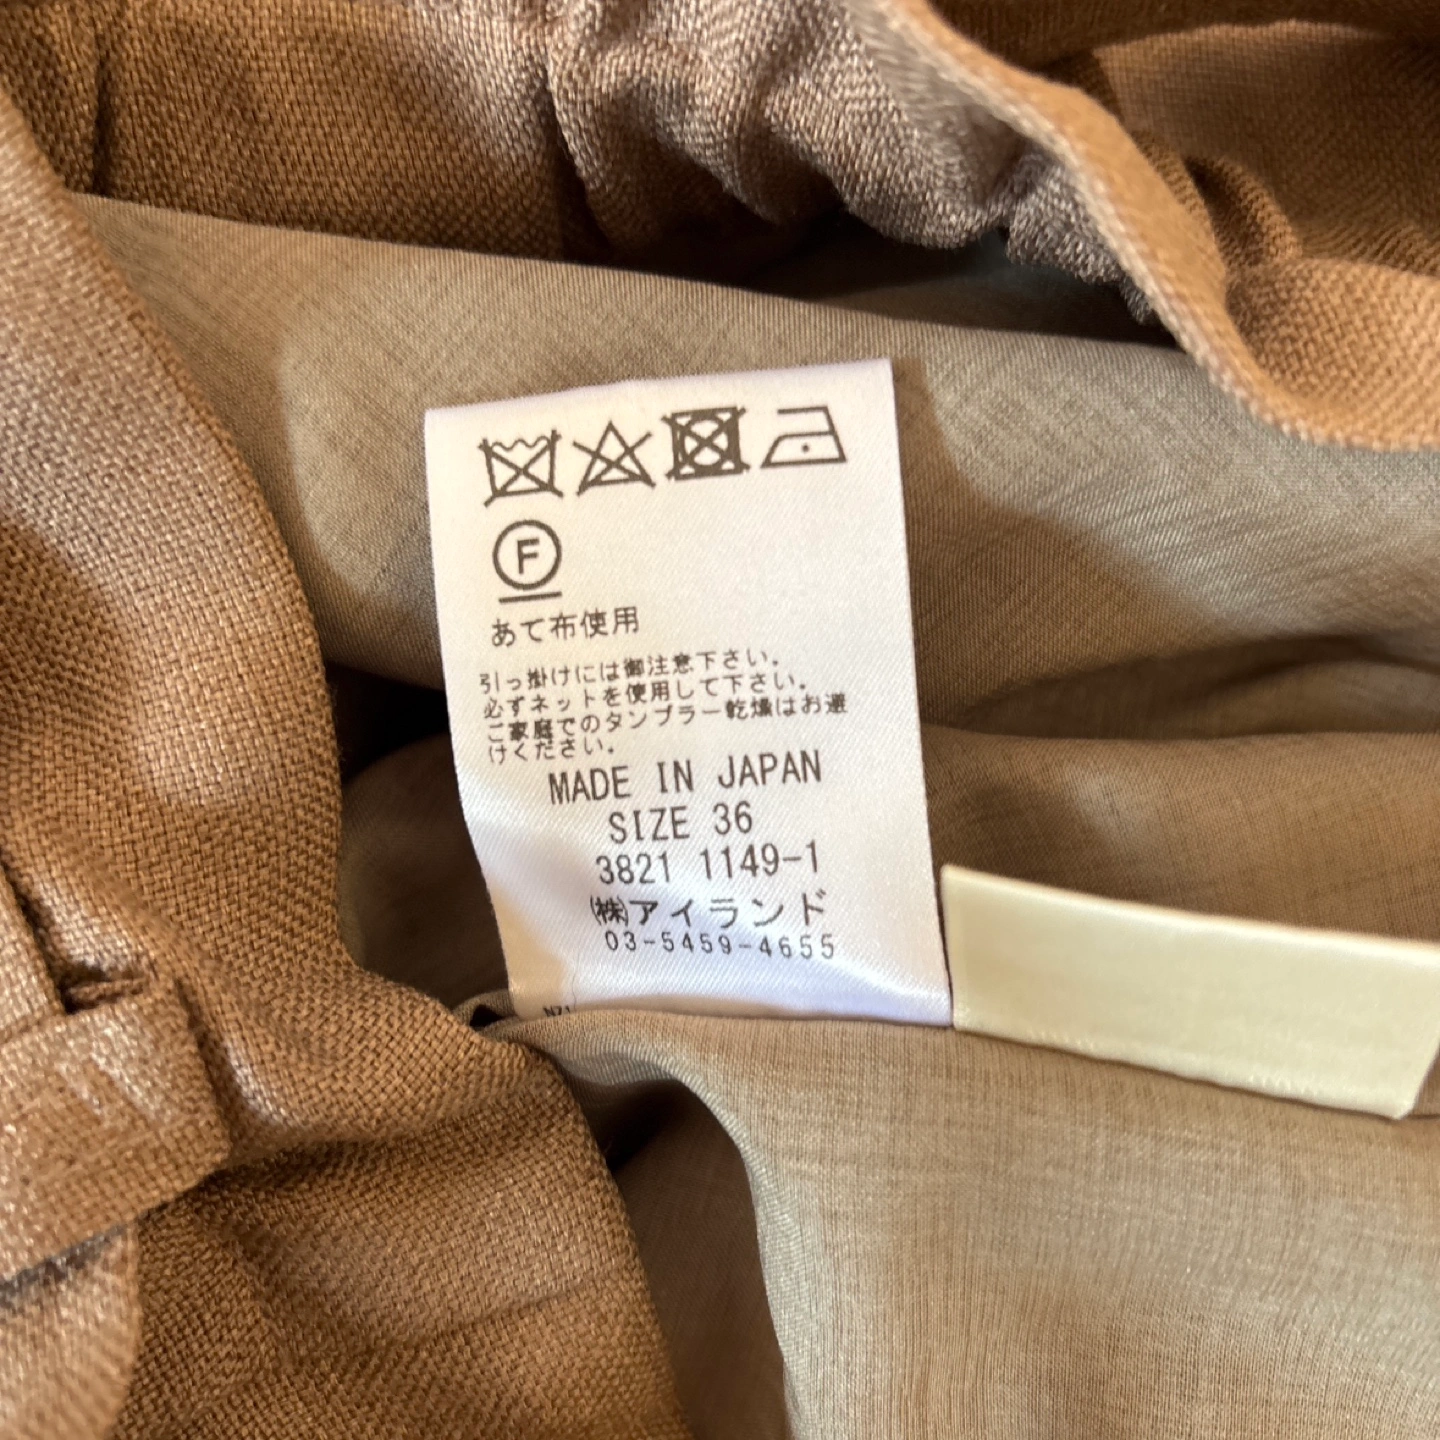 F
あて布使用
引っ掛けには御注意下さい。
必ずネットを使用して下さい。
ご家庭でのタンブラー乾燥はお避
けください。
MADE IN JAPAN
SIZE 36
3821 1149-1
㈱アイランド
03-5459-4655
NZ1